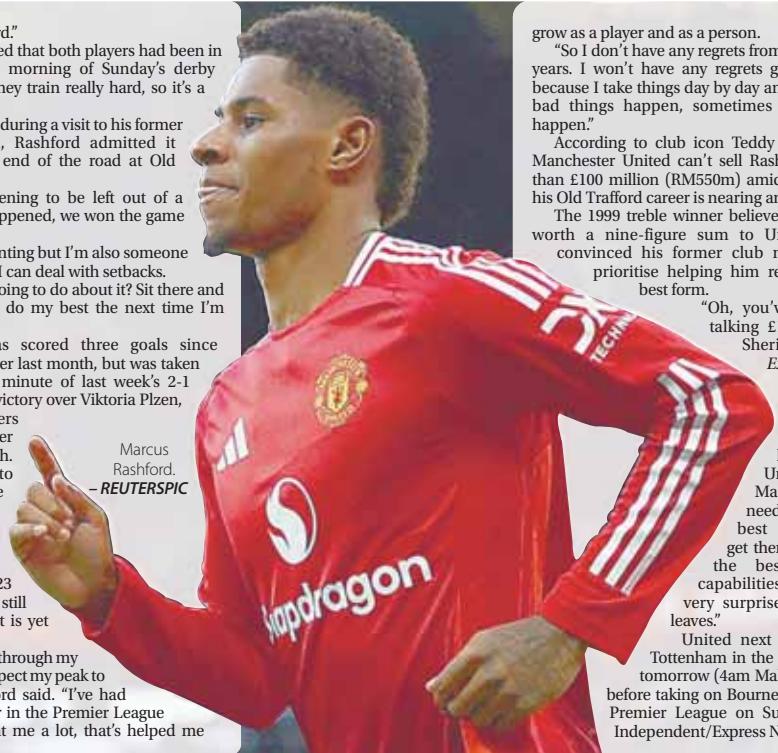 rd."
ed that both players had been in
morning of Sunday's derby
hey train really hard, so it's a
during a visit to his former
, Rashford admitted it
end of the road at Old
ening to be left out of a
appened, we won the game
nting but I'm also someone
I can deal with setbacks.
oing to do about it? Sit there and
do my best the next time I'm
as scored three goals since
er last month, but was taken
minute of last week's 2-1
victory over Viktoria Plzen,
ers
er
h.
to
e
23
still
t is yet
through my
pect my peak to
ord said. "I've had
r in the Premier League
nt me a lot, that's helped me
Marcus
Rashford.
– REUTERSPIC
DXC
TECHN
snapdragon
grow as a player and as a person.
"So I don't have any regrets from
years. I won't have any regrets g
because I take things day by day an
bad things happen, sometimes
happen."
According to club icon Teddy
Manchester United can't sell Rash
than £100 million (RM550m) amid
his Old Trafford career is nearing an
The 1999 treble winner believe
worth a nine-figure sum to Un
convinced his former club m
prioritise helping him re
best form.
"Oh, you'v
talking £
Sheri
E
Un
Ma
need
best
get then
the bes
capabilities
very surprise
leaves."
United next
Tottenham in the
tomorrow (4am Ma
before taking on Bourne
Premier League on Su
Independent/Express N